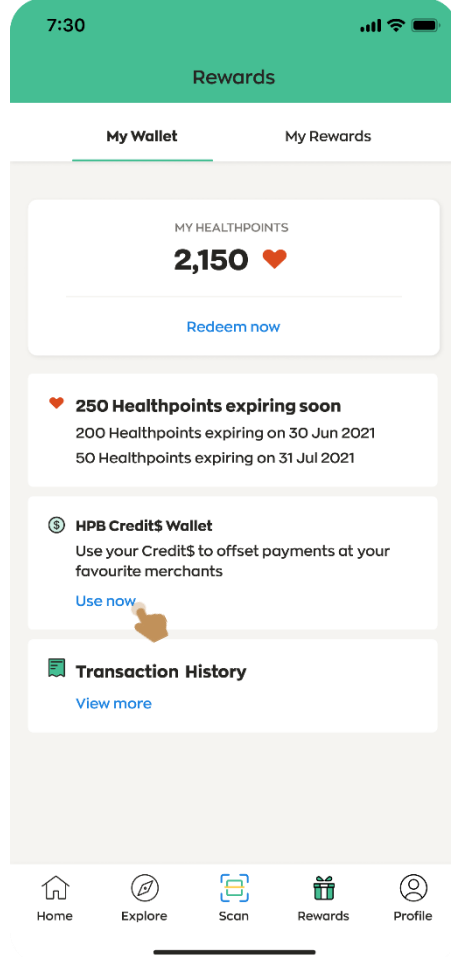 7:30
Rewards
My Wallet
My Rewards
MY HEALTHPOINTS
2,150
Redeem now
250 Healthpoints expiring soon
200 Healthpoints expiring on 30 Jun 2021
50 Healthpoints expiring on 31 Jul 2021
$ HPB Credit$ Wallet
Use your Credit$ to offset payments at your
favourite merchants
Use now
Transaction History
View more
Home
Explore
Scan
Rewards
Profile